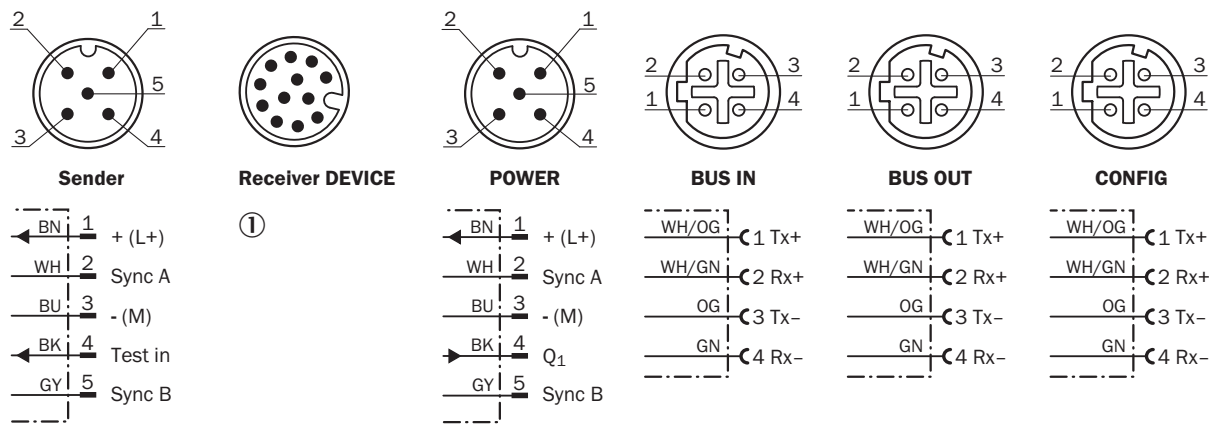 2 1
5
3 4
Sender
BN 1 + (L+)
WH 2 Sync A
BU 3 - (M)
BK 4 Test in
GY 5 Sync B
Receiver DEVICE
①
2 1
5
3 4
POWER
BN 1 + (L+)
WH 2 Sync A
BU 3 - (M)
BK 4 Q₁
GY 5 Sync B
2 3
1 4
BUS IN
WH/OG 1 Tx+
WH/GN 2 Rx+
OG 3 Tx–
GN 4 Rx–
2 3
1 4
BUS OUT
WH/OG 1 Tx+
WH/GN 2 Rx+
OG 3 Tx–
GN 4 Rx–
2 3
1 4
CONFIG
WH/OG 1 Tx+
WH/GN 2 Rx+
OG 3 Tx–
GN 4 Rx–